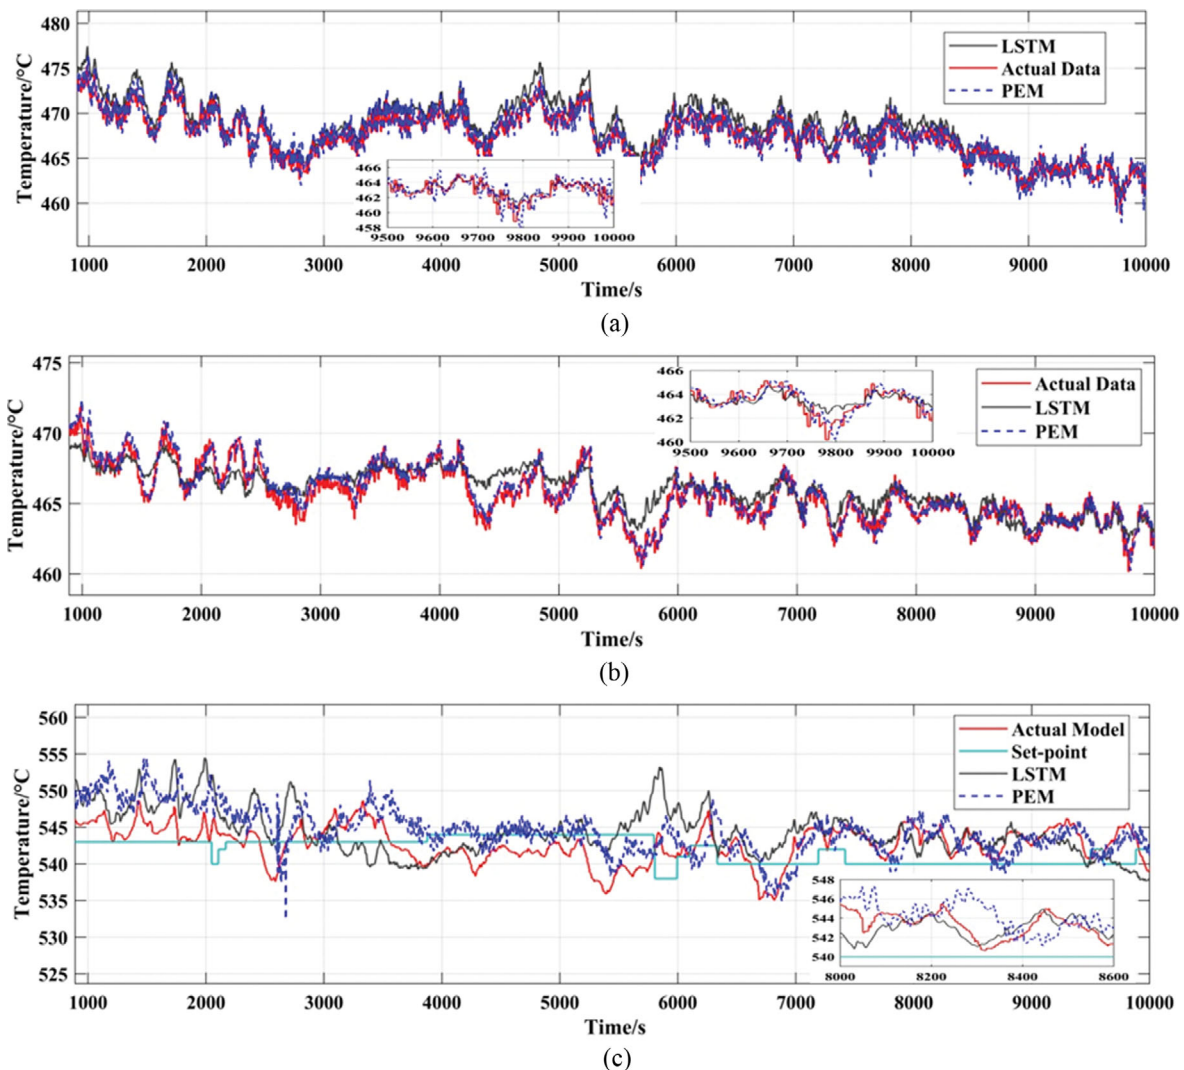 480
475
470
465
460
Temperature/°C
LSTM
Actual Data
PEM
466
464
462
460
458
9500 9600 9700 9800 9900 10000
1000 2000 3000 4000 5000 6000 7000 8000 9000 10000
Time/s
(a)
475
470
465
460
Temperature/°C
466
464
462
460
9500 9600 9700 9800 9900 10000
Actual Data
LSTM
PEM
1000 2000 3000 4000 5000 6000 7000 8000 9000 10000
Time/s
(b)
560
555
550
545
540
535
530
525
Temperature/°C
Actual Model
Set-point
LSTM
PEM
548
546
544
542
540
8000 8200 8400 8600
1000 2000 3000 4000 5000 6000 7000 8000 9000 10000
Time/s
(c)